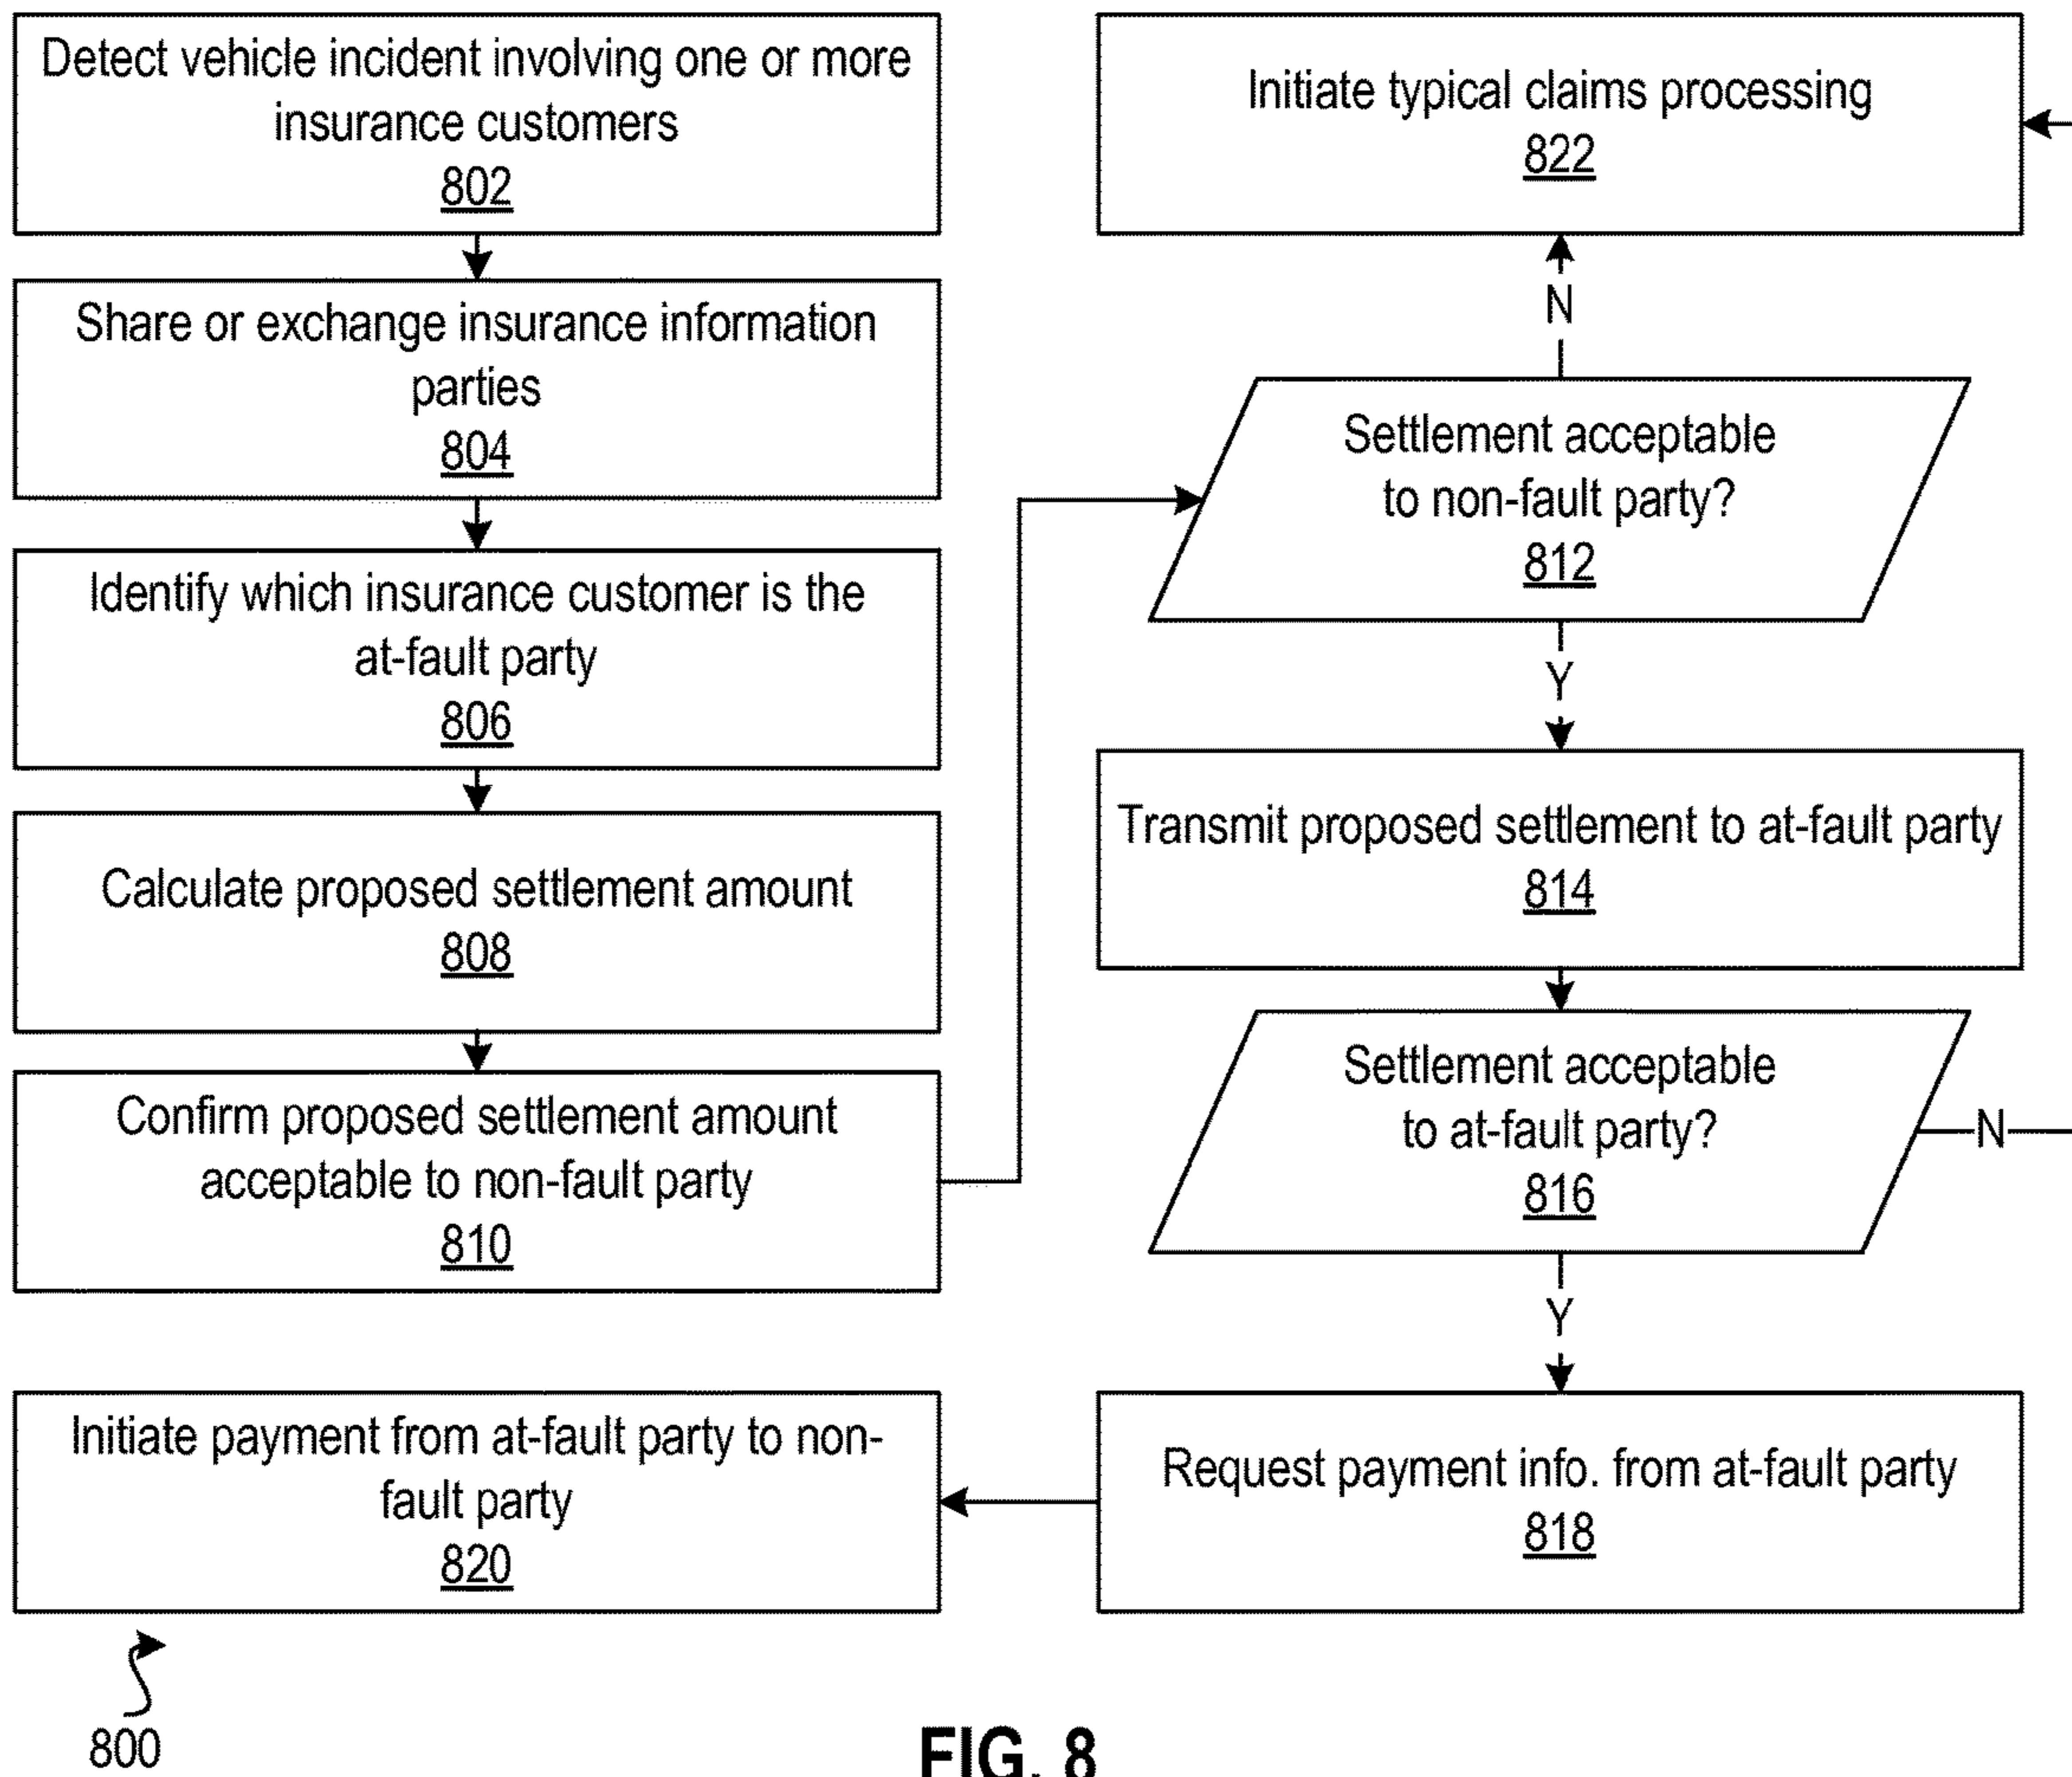 Detect vehicle incident involving one or more
insurance customers
802
Share or exchange insurance information
parties
804
Identify which insurance customer is the
at-fault party
806
Calculate proposed settlement amount
808
Confirm proposed settlement amount
acceptable to non-fault party
810
Initiate typical claims processing
822
N
Settlement acceptable
to non-fault party?
812
Y
Transmit proposed settlement to at-fault party
814
Settlement acceptable
to at-fault party?
816
N
Y
Request payment info. from at-fault party
818
Initiate payment from at-fault party to non-
fault party
820
800
FIG. 8